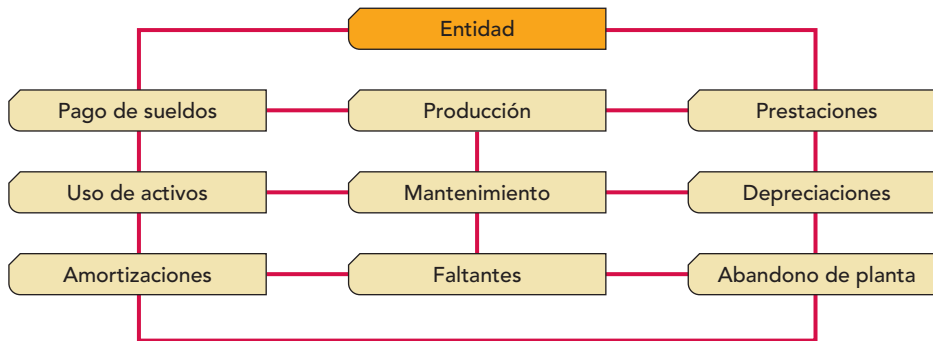 Entidad
Pago de sueldos
Producción
Prestaciones
Uso de activos
Mantenimiento
Depreciaciones
Amortizaciones
Faltantes
Abandono de planta